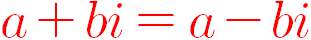 a + bi = a − bi